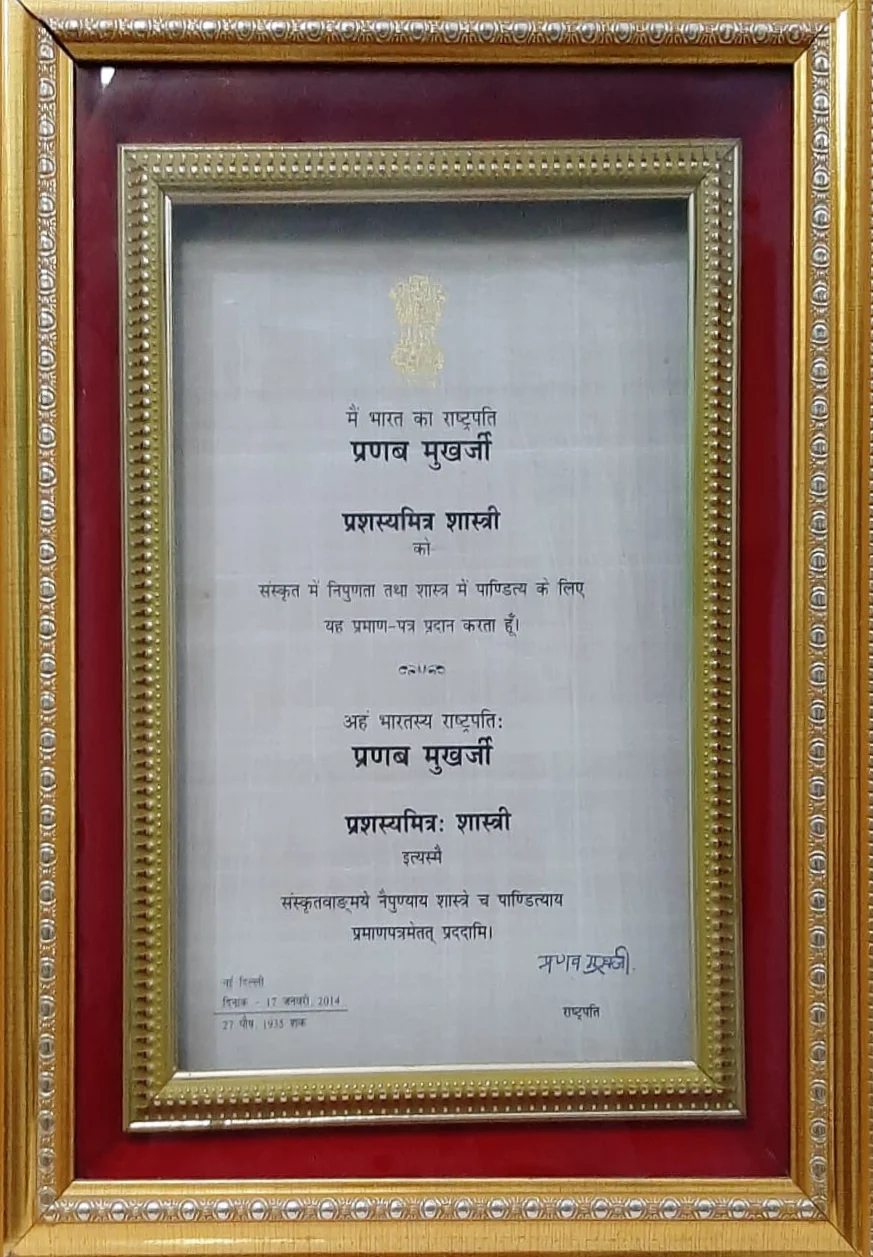 मैं भारत का राष्ट्रपति
प्रणब मुखर्जी
प्रशस्यमित्र शास्त्री
को
संस्कृत में निपुणता तथा शास्त्र में पाण्डित्य के लिए
यह प्रमाण-पत्र प्रदान करता हूँ।
अहं भारतस्य राष्ट्रपति:
प्रणब मुखर्जी
प्रशस्यमित्र: शास्त्री
इत्यस्मै
संस्कृतवाङ्मये नैपुण्याय शास्त्रे च पाण्डित्याय
प्रमाणपत्रमेतत् प्रददामि।
प्रणव मुखर्जी
नई दिल्ली
दिनांक - 17 जनवरी, 2014
27 पौष, 1935 शक
राष्ट्रपति